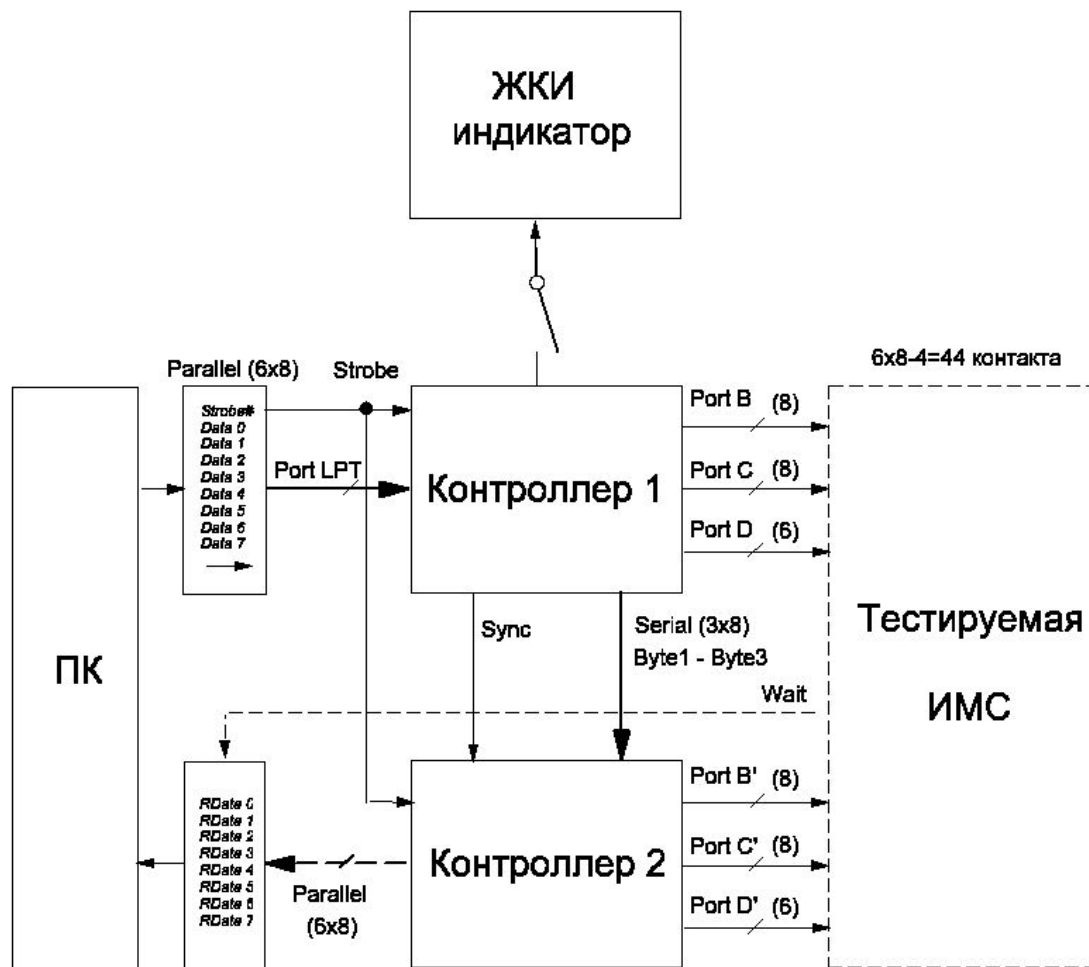 ЖКИ
индикатор
Parallel (6x8)
Strobe
6x8-4=44 контакта
Strobe#
Data 0
Data 1
Data 2
Data 3
Data 4
Data 5
Data 6
Data 7
Port LPT
Контроллер 1
Port B (8)
Port C (8)
Port D (6)
Sync
Serial (3x8)
Byte1 - Byte3
Тестируемая
ИМС
ПК
Wait
RDate 0
RDate 1
RDate 2
RDate 3
RDate 4
RDate 5
RDate 6
RDate 7
Parallel
(6x8)
Контроллер 2
Port B' (8)
Port C' (8)
Port D' (6)